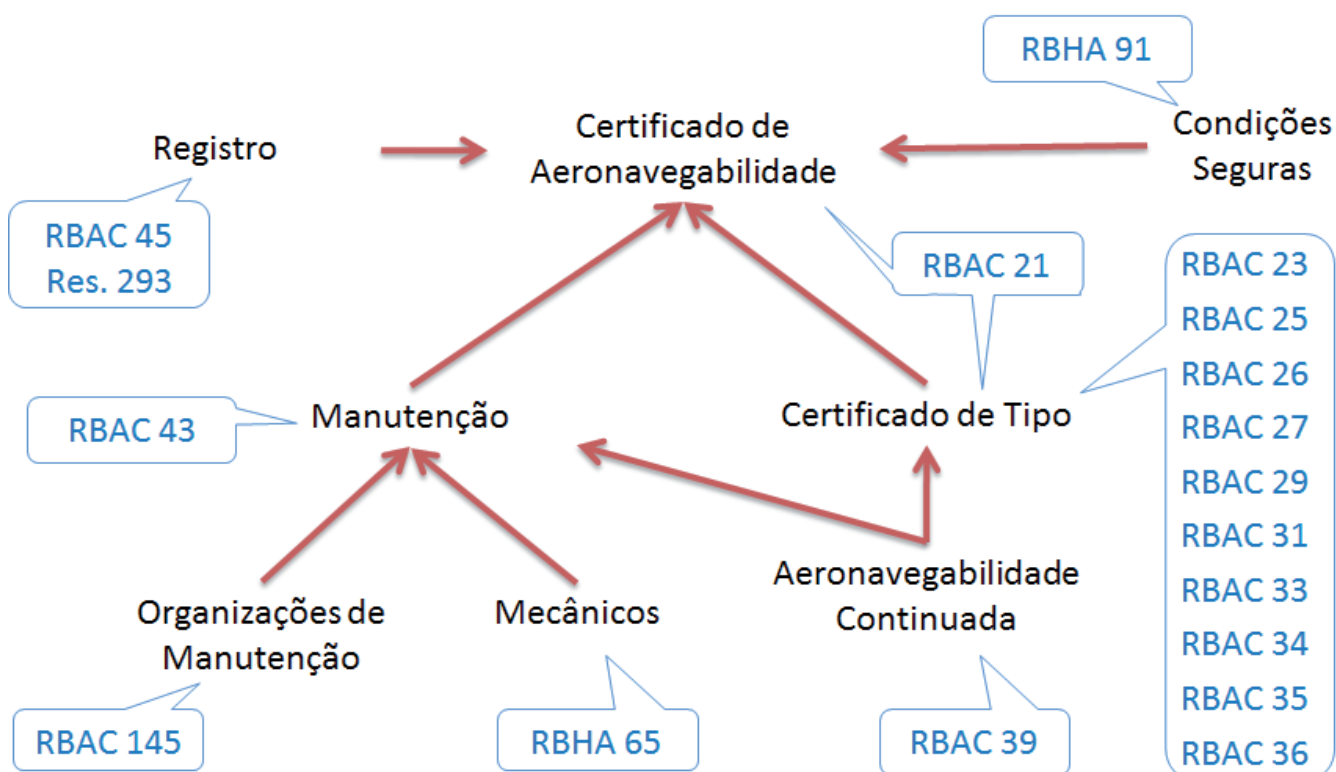 RBHA 91
Registro
Certificado de
Aeronavegabilidade
Condições
Seguras
RBAC 45
Res. 293
RBAC 21
RBAC 23
RBAC 25
RBAC 26
RBAC 27
RBAC 29
RBAC 31
RBAC 33
RBAC 34
RBAC 35
RBAC 36
RBAC 43
Manutenção
Certificado de Tipo
Organizações de
Manutenção
Mecânicos
Aeronavegabilidade
Continuada
RBAC 145
RBHA 65
RBAC 39